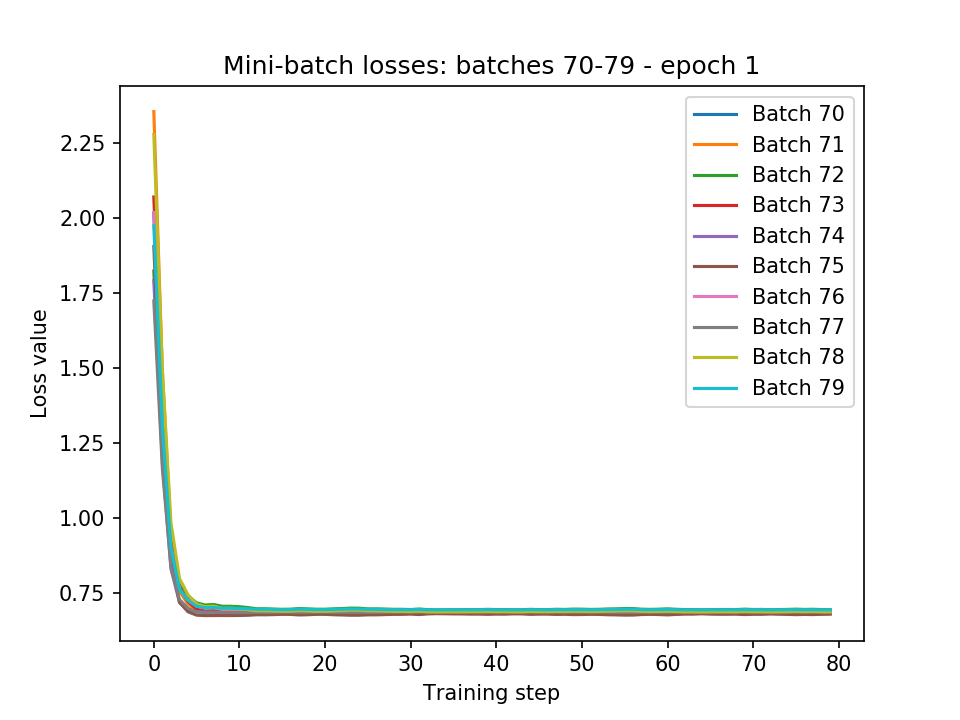 Mini-batch losses: batches 70-79 - epoch 1
Loss value
2.25
2.00
1.75
1.50
1.25
1.00
0.75
Batch 70
Batch 71
Batch 72
Batch 73
Batch 74
Batch 75
Batch 76
Batch 77
Batch 78
Batch 79
0 10 20 30 40 50 60 70 80
Training step